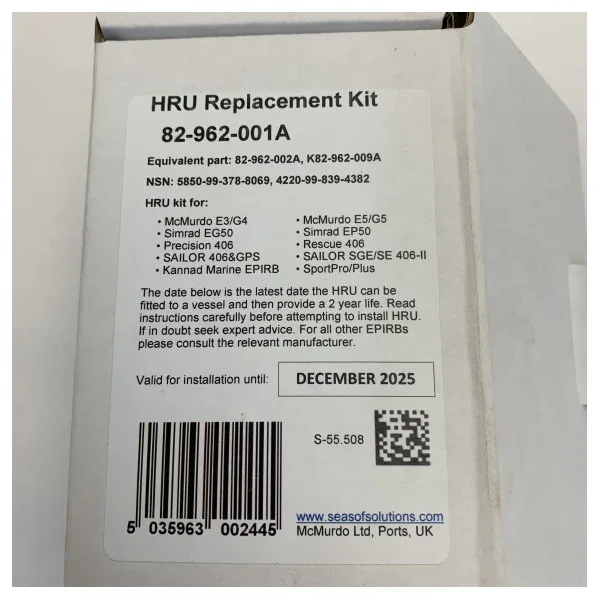 HRU Replacement Kit
82-962-001A
Equivalent part: 82-962-002A, K82-962-009A
NSN: 5850-99-378-8069, 4220-99-839-4382
HRU kit for:
• McMurdo E3/G4
• Simrad EG50
• Precision 406
• SAILOR 406&GPS
• Kannad Marine EPIRB
• McMurdo E5/G5
• Simrad EP50
• Rescue 406
• SAILOR SGE/SE 406-II
• SportPro/Plus
The date below is the latest date the HRU can be
fitted to a vessel and then provide a 2 year life. Read
instructions carefully before attempting to install HRU.
If in doubt seek expert advice. For all other EPIRBs
please consult the relevant manufacturer.
Valid for installation until: DECEMBER 2025
S-55.508
5 035963 002445
www.seasofsolutions.com
McMurdo Ltd, Ports, UK